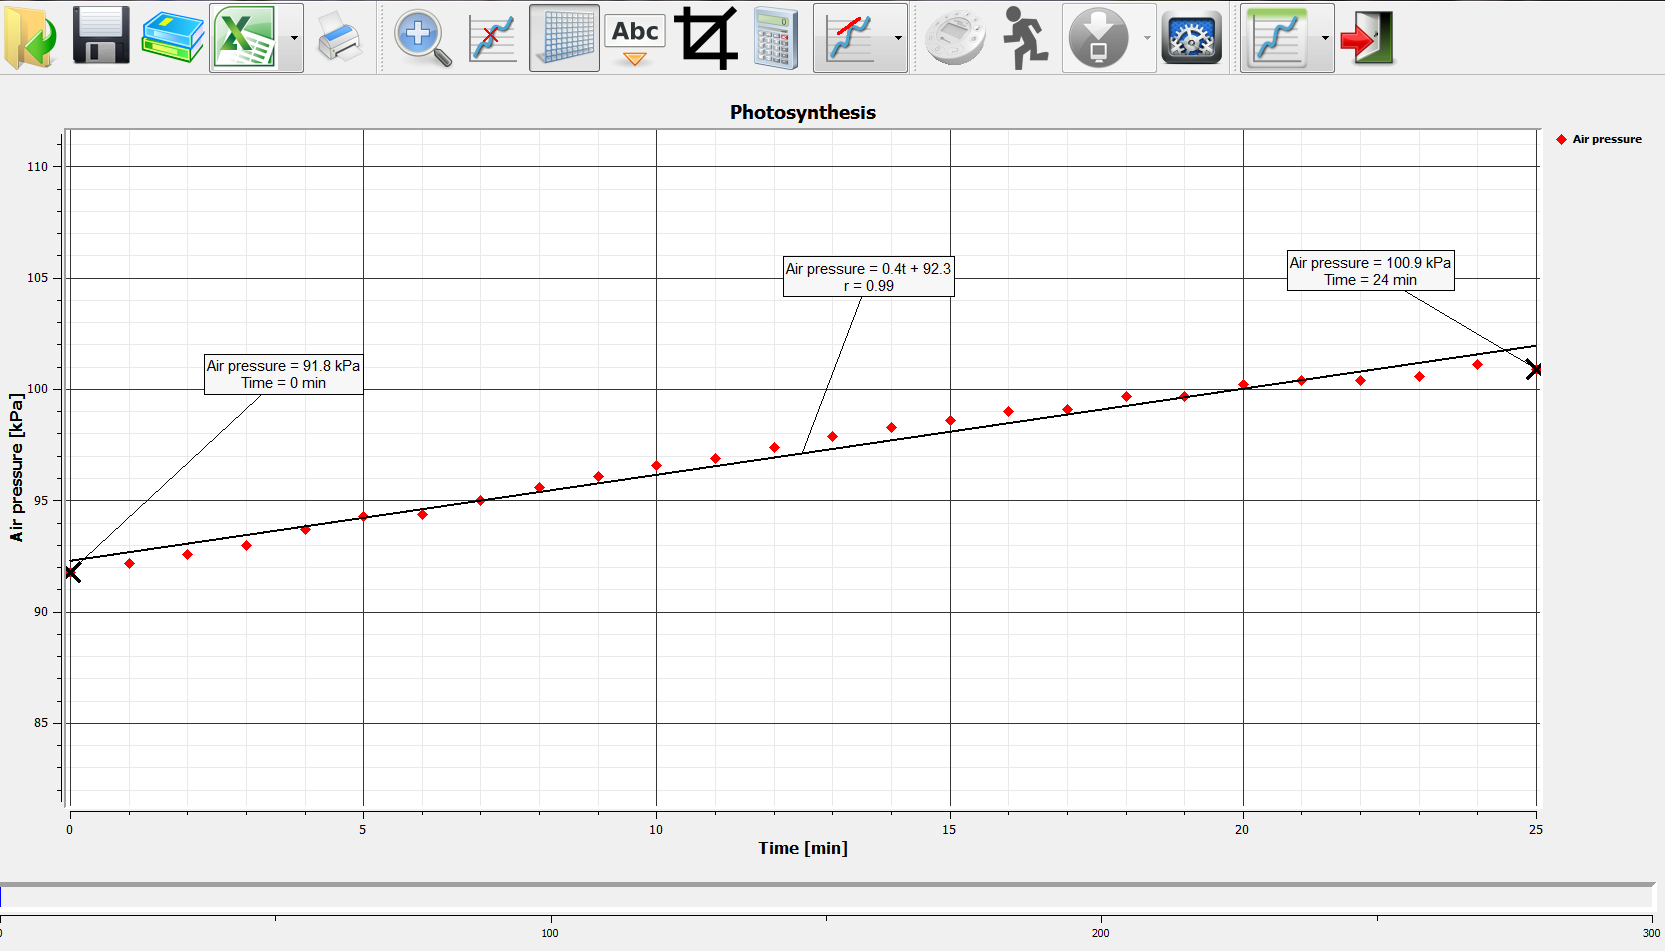 Abc
Photosynthesis
Air pressure
110
105
100
95
90
85
Air pressure [kPa]
Air pressure = 91.8 kPa
Time = 0 min
Air pressure = 0.4t + 92.3
r = 0.99
Air pressure = 100.9 kPa
Time = 24 min
0 5 10 15 20 25
Time [min]
0 100 200 300